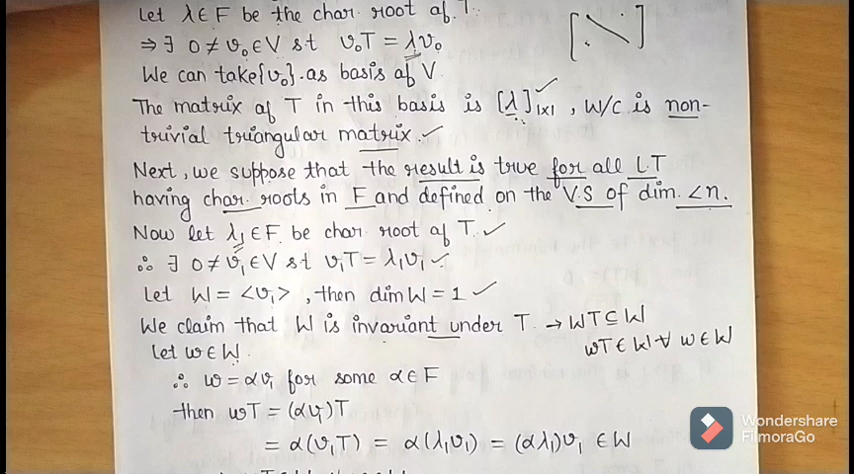 Let λ∈F be the char. root of T.
⇒ ∃ 0 ≠ v₀ ∈ V s.t v₀T = λv₀
We can take {v₀} as basis of V.
The matrix of T in this basis is [λ]₁ₓ₁ , w/c is non-
trivial triangular matrix.
Next, we suppose that the result is true for all L.T
having char. roots in F and defined on the V.S of dim. <n.
Now let λ₁∈F be char root of T.
∴ ∃ 0 ≠ v₁ ∈ V s.t v₁T = λ₁v₁
Let W = <v₁> , then dim W = 1
We claim that W is invariant under T. → WT ⊆ W
wT ∈ W ∀ w ∈ W
Let w ∈ W.
∴ w = αv₁ for some α ∈ F
then wT = (αv₁)T
= α(v₁T) = α(λ₁v₁) = (αλ₁)v₁ ∈ W
Wondershare
FilmoraGo